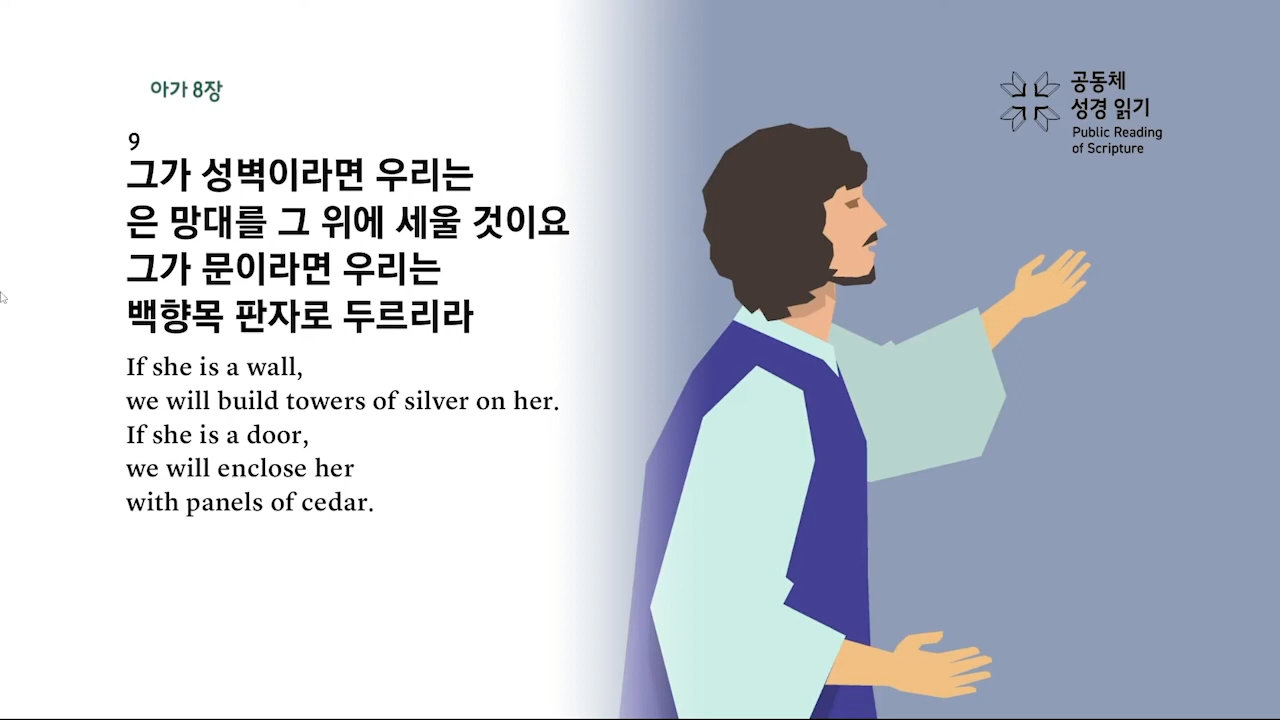 아가 8장
9
그가 성벽이라면 우리는
은 망대를 그 위에 세울 것이요
그가 문이라면 우리는
백향목 판자로 두르리라
If she is a wall,
we will build towers of silver on her.
If she is a door,
we will enclose her
with panels of cedar.
공동체
성경 읽기
Public Reading
of Scripture